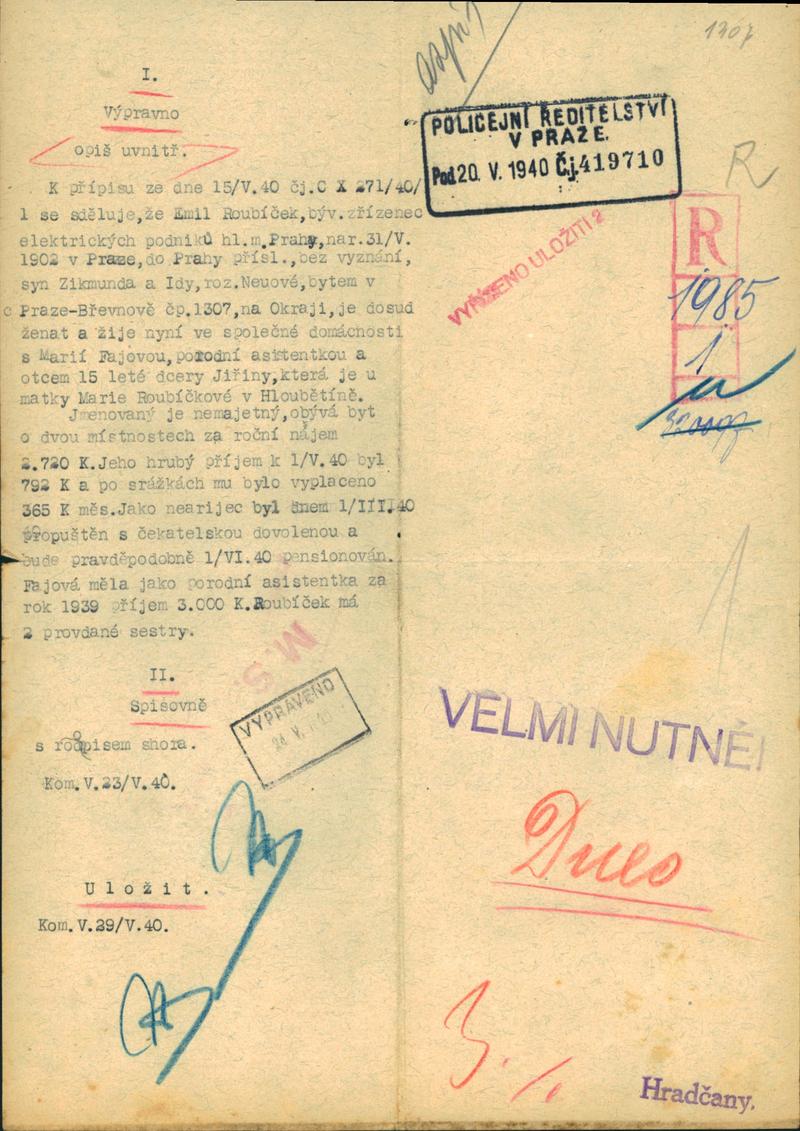 1307
I.
Výpravno
opiš uvnitř.
K přípisu ze dne 15/V.40 čj.C X 271/40/
1 se sděluje,že Emil Roubíček,býv.zřízenec
elektrických podniků hl.m.Prahy,nar.31/V.
1902 v Praze,do Prahy přísl.,bez vyznání,
syn Zikmunda a Idy,roz.Neuové,bytem v
Praze-Břevnově čp.1307,na Okraji,je dosud
ženat a žije nyní ve společné domácnosti
s Marií Fajovou,porodní asistentkou a
otcem 15 leté dcery Jiřiny,která je u
matky Marie Roubíčkové v Hloubětíně.
Jmenovaný je nemajetný,obývá byt
o dvou místnostech za roční nájem
2.720 K.Jeho hrubý příjem k 1/V.40 byl
792 K a po srážkách mu bylo vyplaceno
365 K měs.Jako nearijec byl dnem 1/III.40
propuštěn s čekatelskou dovolenou a
bude pravděpodobně 1/VI.40 pensionován.
Fajová měla jako porodní asistentka za
rok 1939 příjem 3.000 K.Roubíček má
2 provdané sestry.
II.
Spisovně
s rozpisem shora.
Kom.V.23/V.40.
VYPRAVENO
M.S.
Uložit.
Kom.V.29/V.40.
POLICEJNÍ ŘEDITELSTVÍ
V PRAZE.
Pod 20. V. 1940 Č.j. 419710
R
VYŘÍZENO ULOŽITI 2
R
1985
1
VELMI NUTNÉ!
Dnes
3.
Hradčany.